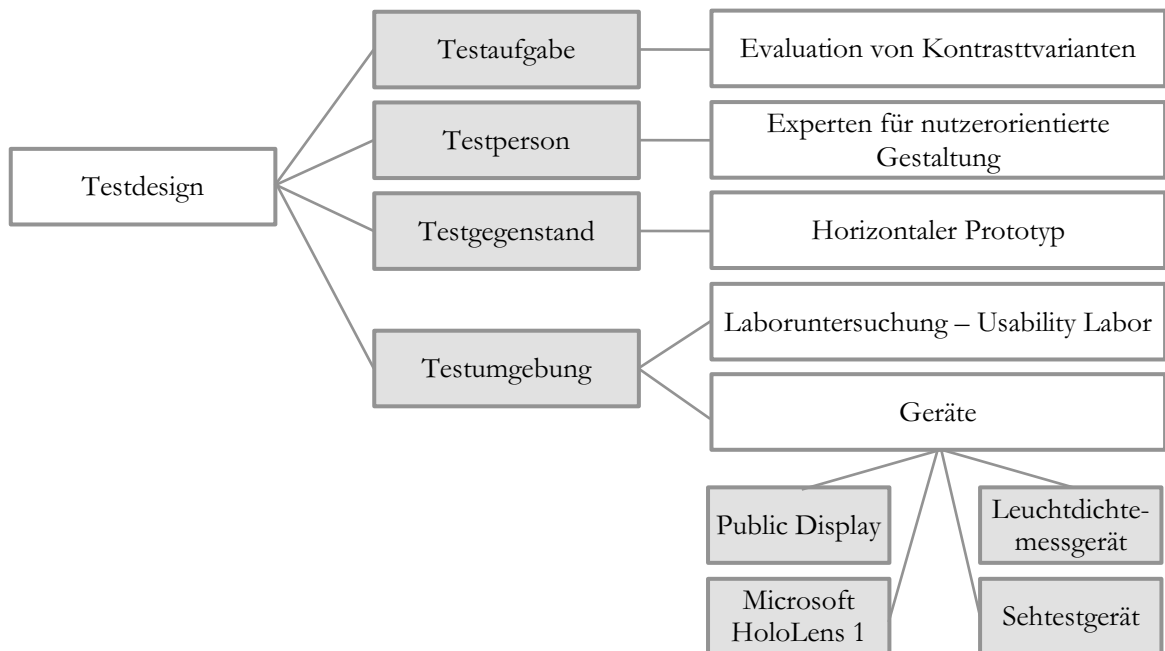 Testaufgabe
Evaluation von Kontrasttvarianten
Testperson
Experten für nutzerorientierte
Gestaltung
Testdesign
Testgegenstand
Horizontaler Prototyp
Testumgebung
Laboruntersuchung – Usability Labor
Geräte
Public Display
Leuchtdichte-
messgerät
Microsoft
HoloLens 1
Sehtestgerät